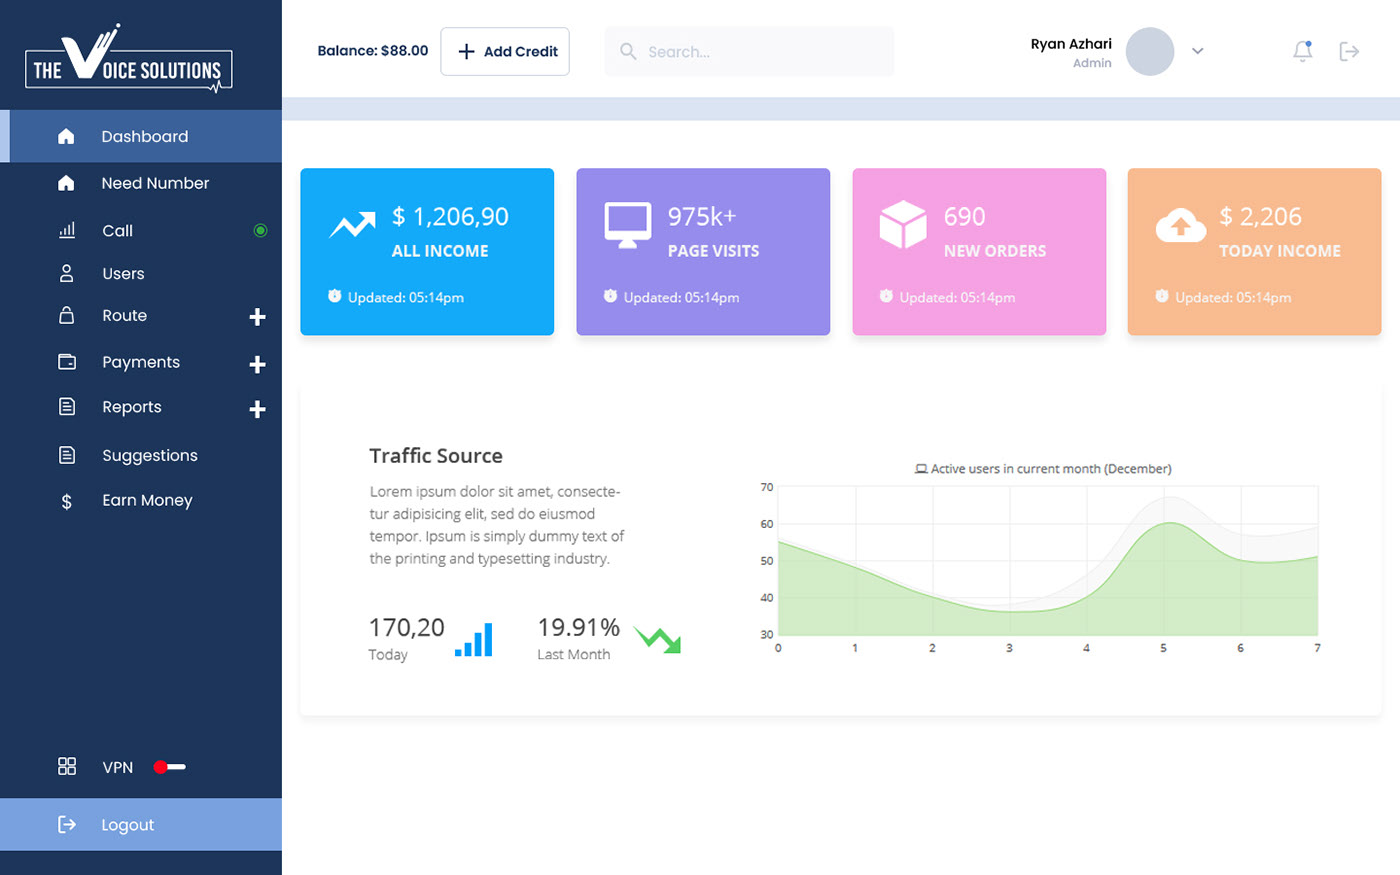 THE VOICE SOLUTIONS
Balance: $88.00
Add Credit
Search...
Ryan Azhari
Admin
Dashboard
Need Number
Call
Users
Route
Payments
Reports
Suggestions
Earn Money
VPN
Logout
$ 1,206,90
ALL INCOME
Updated: 05:14pm
975k+
PAGE VISITS
Updated: 05:14pm
690
NEW ORDERS
Updated: 05:14pm
$ 2,206
TODAY INCOME
Updated: 05:14pm
Traffic Source
Lorem ipsum dolor sit amet, consecte-
tur adipisicing elit, sed do eiusmod
tempor. Ipsum is simply dummy text of
the printing and typesetting industry.
170,20
Today
19.91%
Last Month
Active users in current month (December)
70
60
50
40
30
0 1 2 3 4 5 6 7